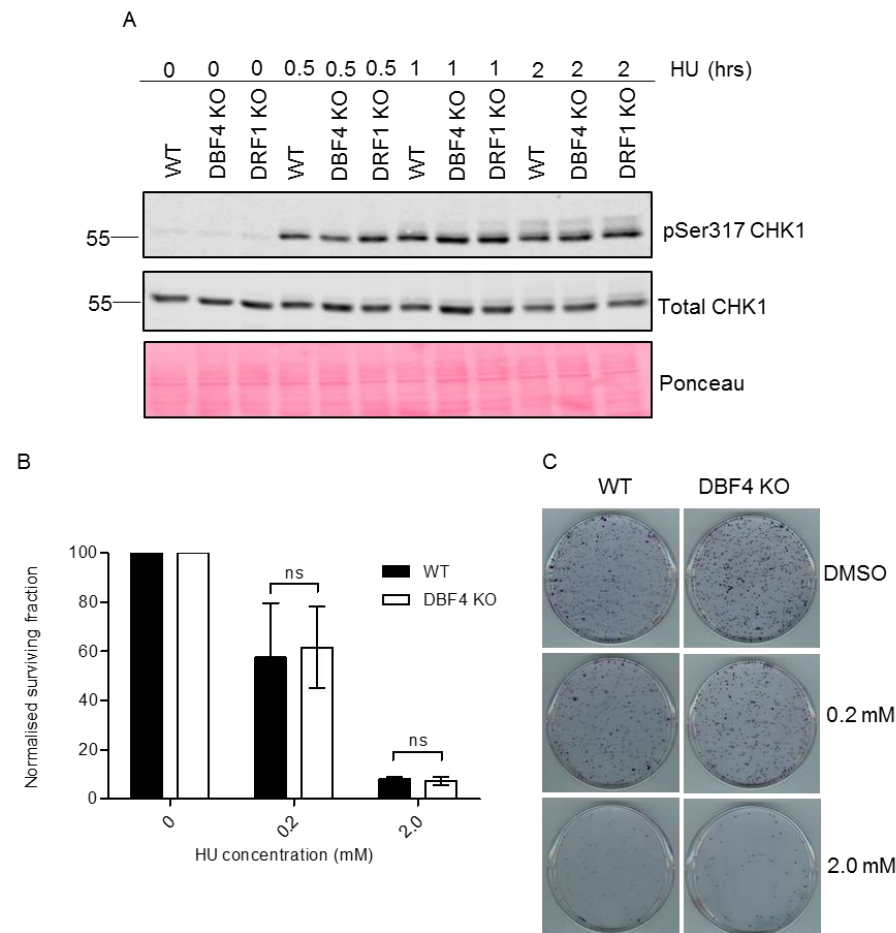 A
0 0 0 0.5 0.5 0.5 1 1 1 2 2 2 HU (hrs)
WT DBF4 KO DRF1 KO WT DBF4 KO DRF1 KO WT DBF4 KO DRF1 KO WT DBF4 KO DRF1 KO
55 pSer317 CHK1
55 Total CHK1
Ponceau
B
Normalised surviving fraction
100
80
60
40
20
10
0
ns
ns
WT
DBF4 KO
0 0.2 2.0
HU concentration (mM)
C
WT DBF4 KO
DMSO
0.2 mM
2.0 mM